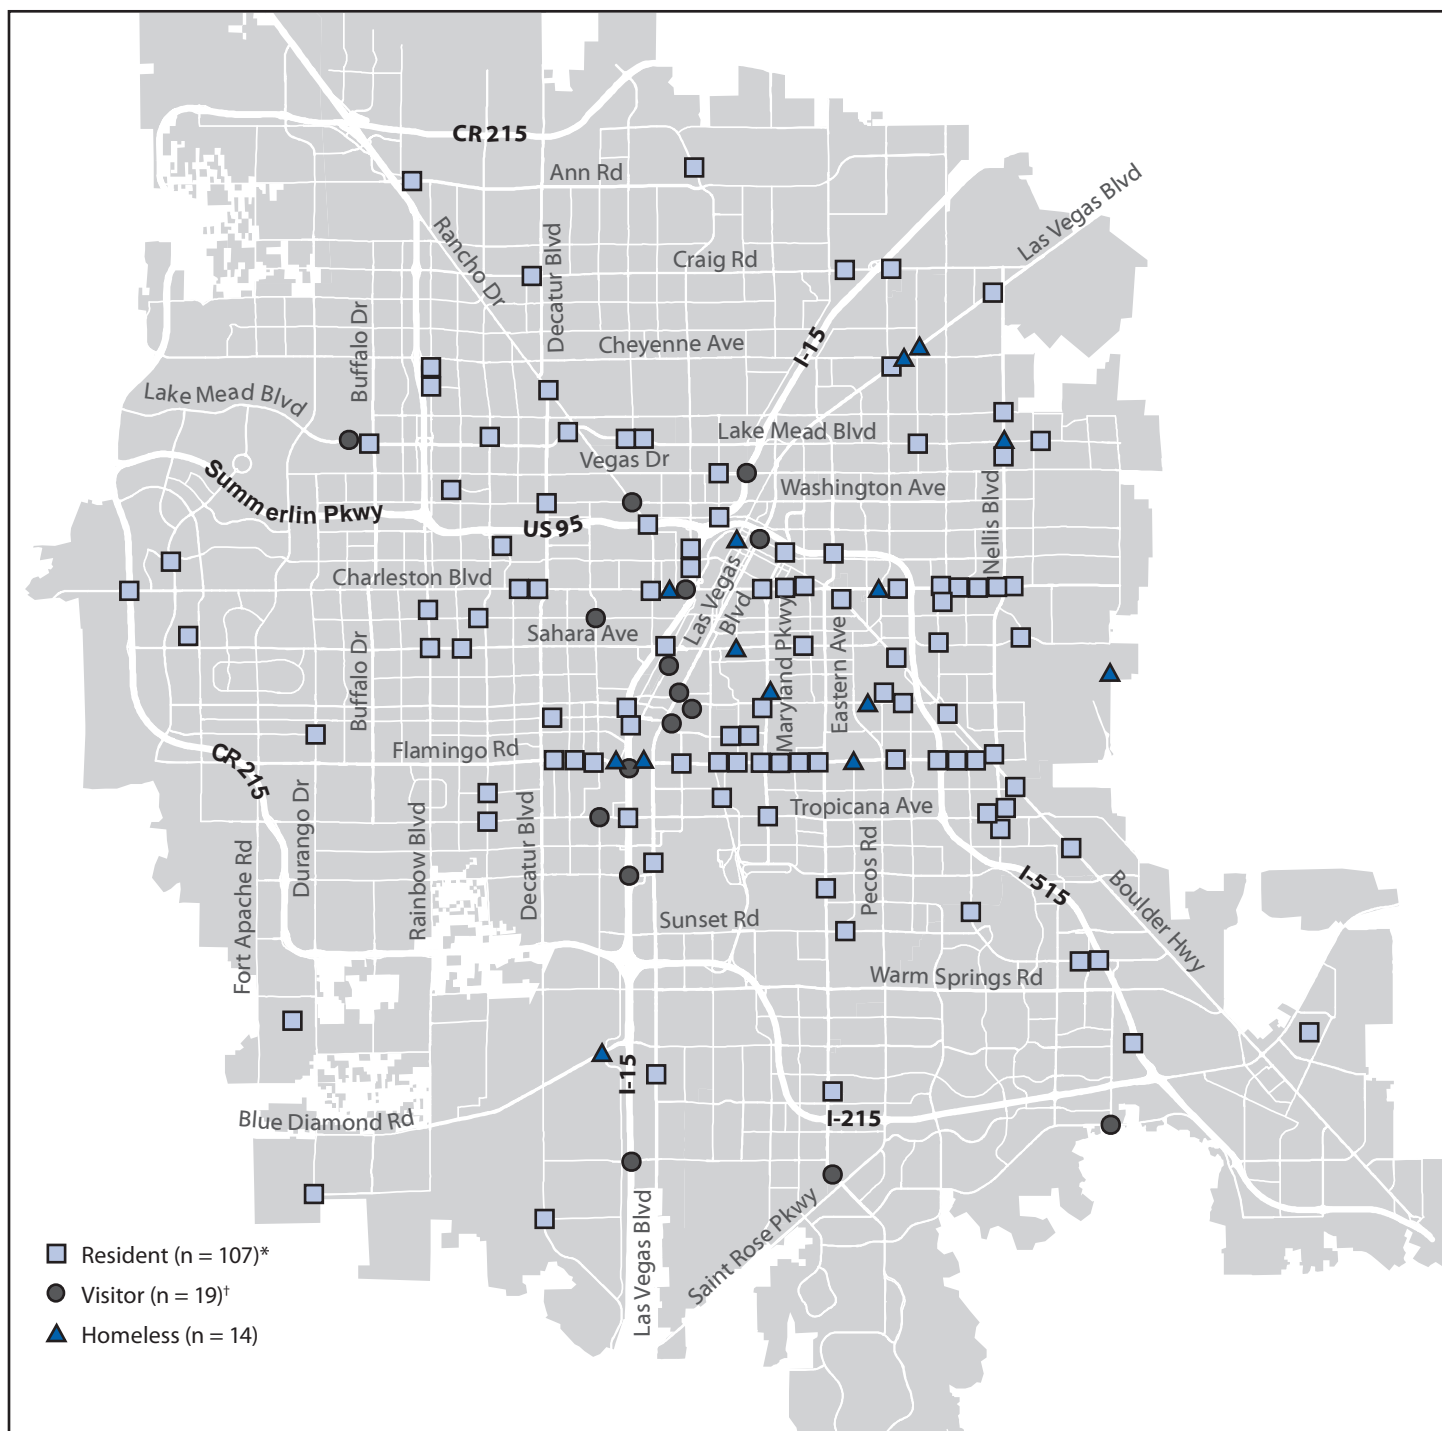 CR 215
Ann Rd
Las Vegas Blvd
Rancho Dr
Decatur Blvd
Craig Rd
Buffalo Dr
Cheyenne Ave
I-15
Lake Mead Blvd
Lake Mead Blvd
Vegas Dr
Summerlin Pkwy
Washington Ave
US 95
Nellis Blvd
Charleston Blvd
Las Vegas
Blvd
Sahara Ave
Maryland Pkwy
Eastern Ave
Buffalo Dr
Flamingo Rd
CR 215
Durango Dr
Rainbow Blvd
Decatur Blvd
Tropicana Ave
Fort Apache Rd
Pecos Rd
I-515
Boulder Hwy
Sunset Rd
Warm Springs Rd
I-15
Blue Diamond Rd
I-215
Las Vegas Blvd
Saint Rose Pkwy
Resident (n = 107)*
Visitor (n = 19)†
Homeless (n = 14)